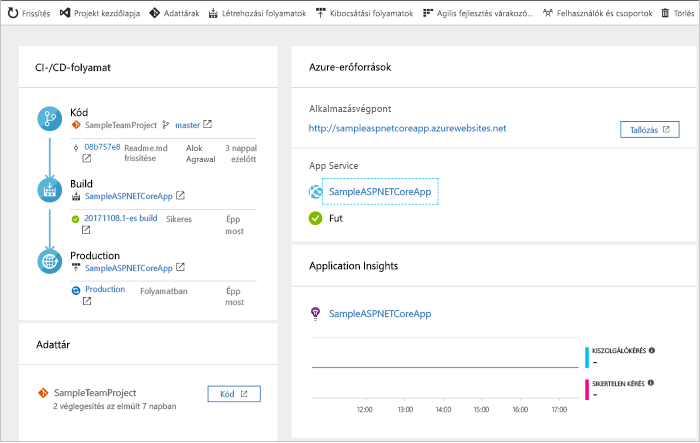 Frissítés Projekt kezdőlapja Adattárak Létrehozási folyamatok Kibocsátási folyamatok Agilis fejlesztés várakozó... Felhasználók és csoportok Törlés
CI-/CD-folyamat
Kód
SampleTeamProject master
08b757e8 Readme.md frissítése Alok Agrawal 3 nappal ezelőtt
Build
SampleASPNETCoreApp
20171108.1-es build Sikeres Épp most
Production
SampleASPNETCoreApp
Production Folyamatban Épp most
Adattár
SampleTeamProject
2 véglegesítés az elmúlt 7 napban
Kód
Azure-erőforrások
Alkalmazásvégpont
http://sampleaspnetcoreapp.azurewebsites.net
Tallózás
App Service
SampleASPNETCoreApp
Fut
Application Insights
SampleASPNETCoreApp
KISZOLGÁLÓKÉRÉS
--
SIKERTELEN KÉRÉS
--
12:00 13:00 14:00 15:00 16:00 17:00